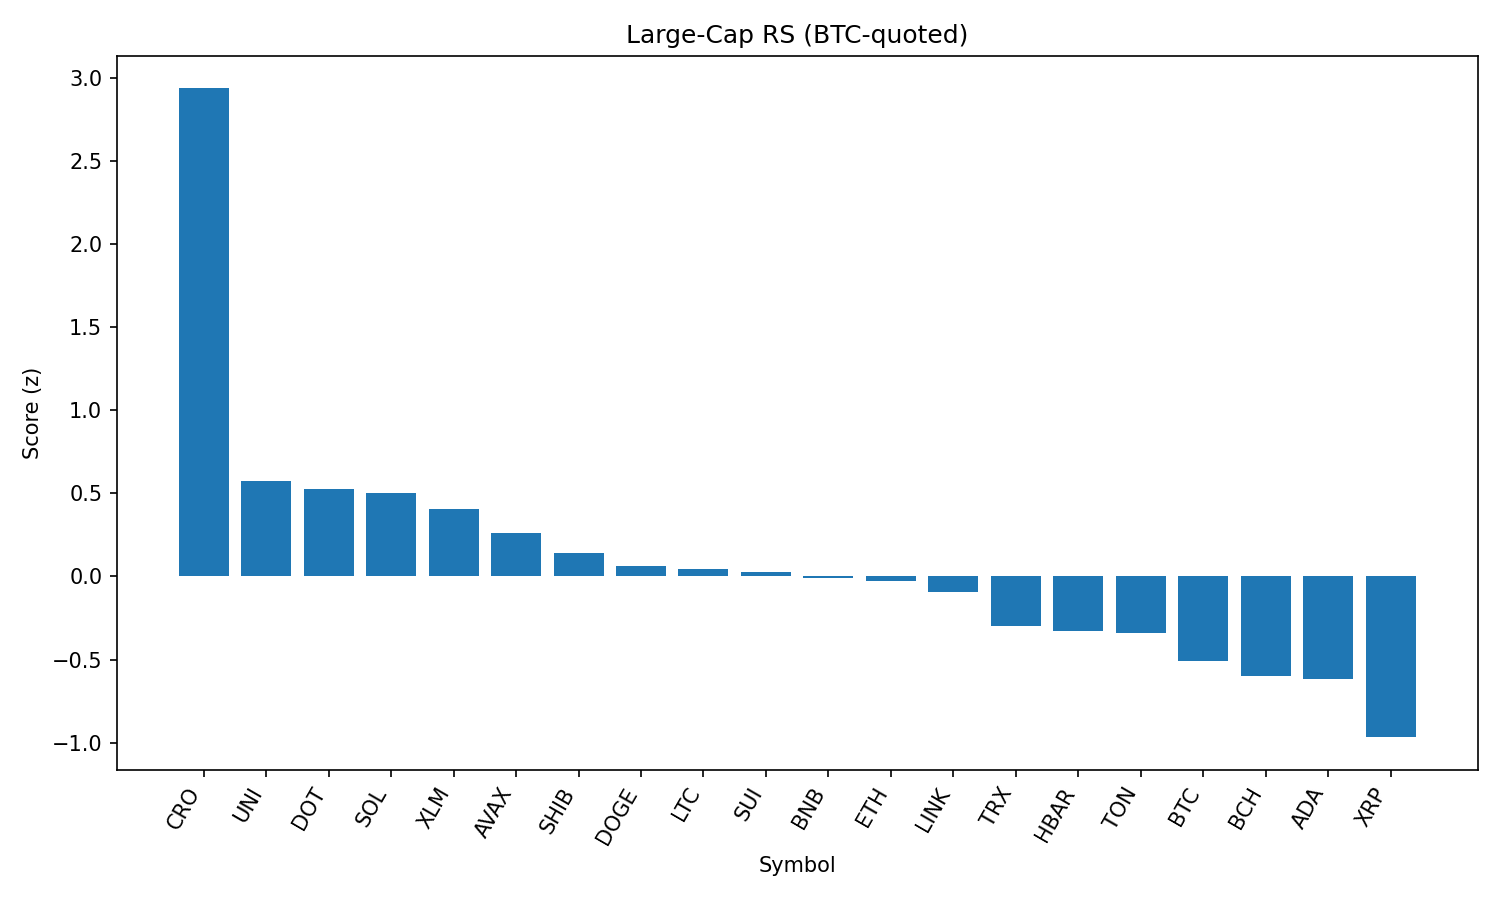 Large-Cap RS (BTC-quoted)
3.0
2.5
2.0
1.5
1.0
0.5
0.0
−0.5
−1.0
Score (z)
CRO
UNI
DOT
SOL
XLM
AVAX
SHIB
DOGE
LTC
SUI
BNB
ETH
LINK
TRX
HBAR
TON
BTC
BCH
ADA
XRP
Symbol